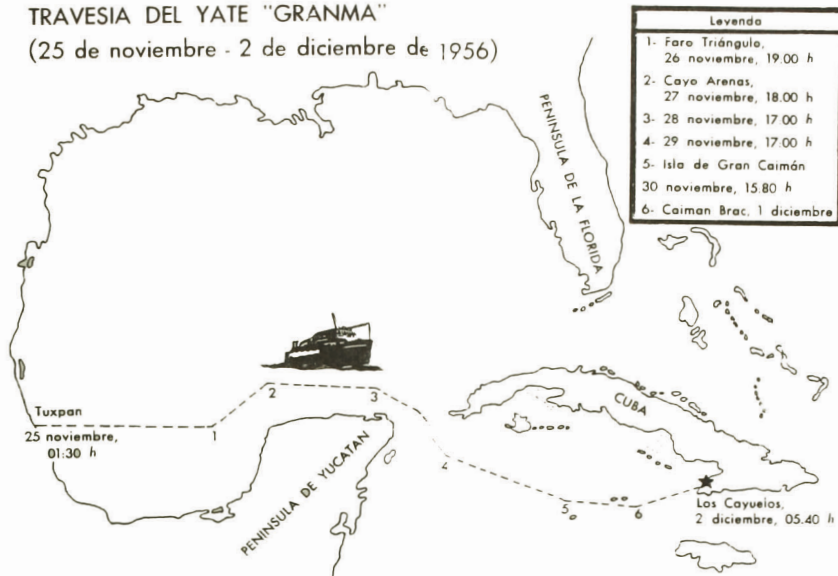 TRAVESIA DEL YATE "GRANMA"
(25 de noviembre - 2 de diciembre de 1956)
Leyenda
1- Faro Triángulo,
26 noviembre, 19.00 h
2- Cayo Arenas,
27 noviembre, 18.00 h
3- 28 noviembre, 17.00 h
4- 29 noviembre, 17:00 h
5- Isla de Gran Caimán
30 noviembre, 15.80 h
6- Caiman Brac, 1 diciembre
PENINSULA DE LA FLORIDA
Tuxpan
25 noviembre,
01:30 h
1
2
3
4
5
6
PENINSULA DE YUCATAN
CUBA
Los Cayuelos,
2 diciembre, 05.40 h